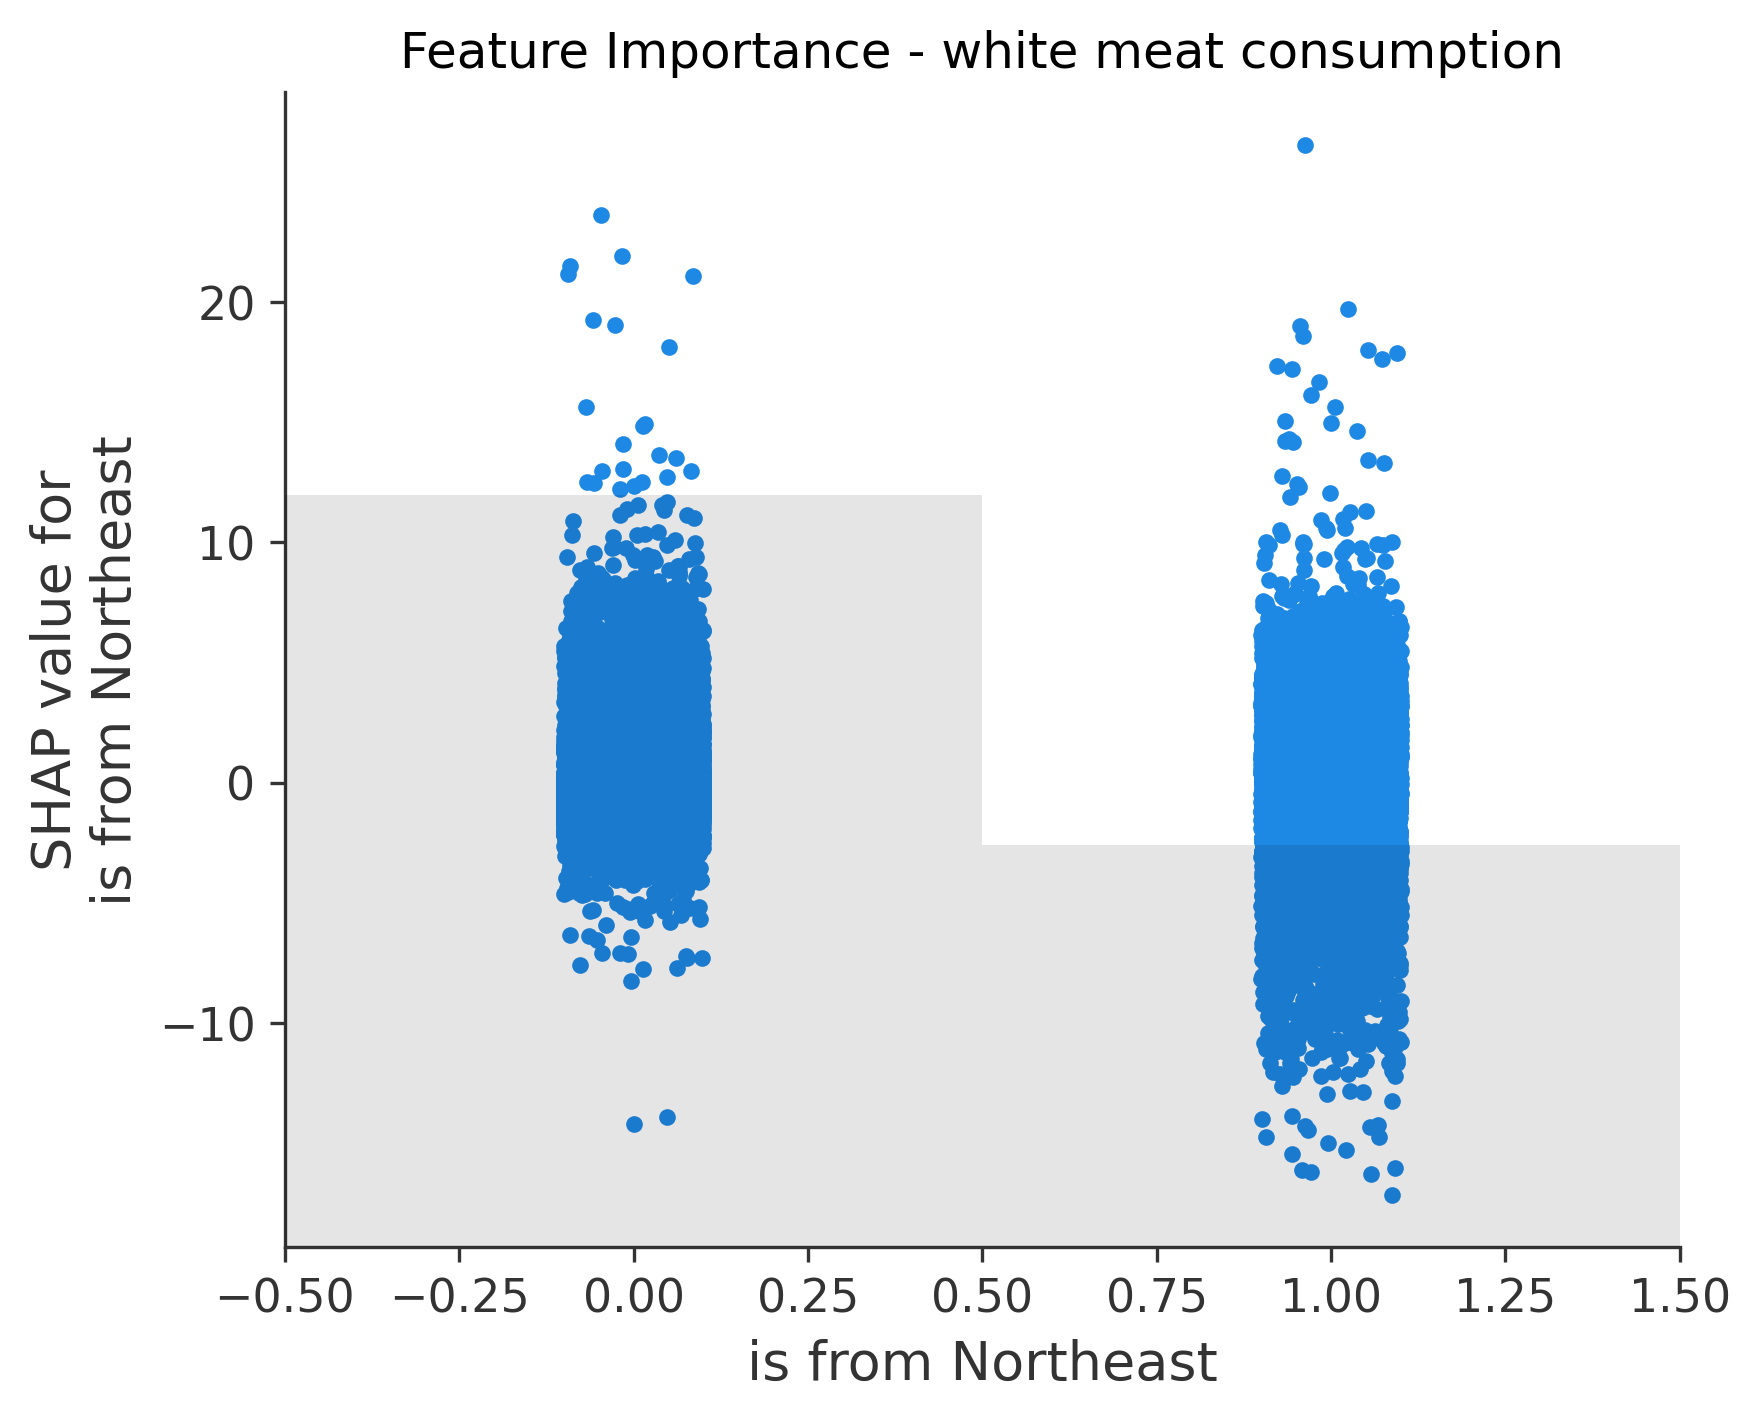 Feature Importance - white meat consumption
SHAP value for
is from Northeast
20
10
0
−10
−0.50 −0.25 0.00 0.25 0.50 0.75 1.00 1.25 1.50
is from Northeast